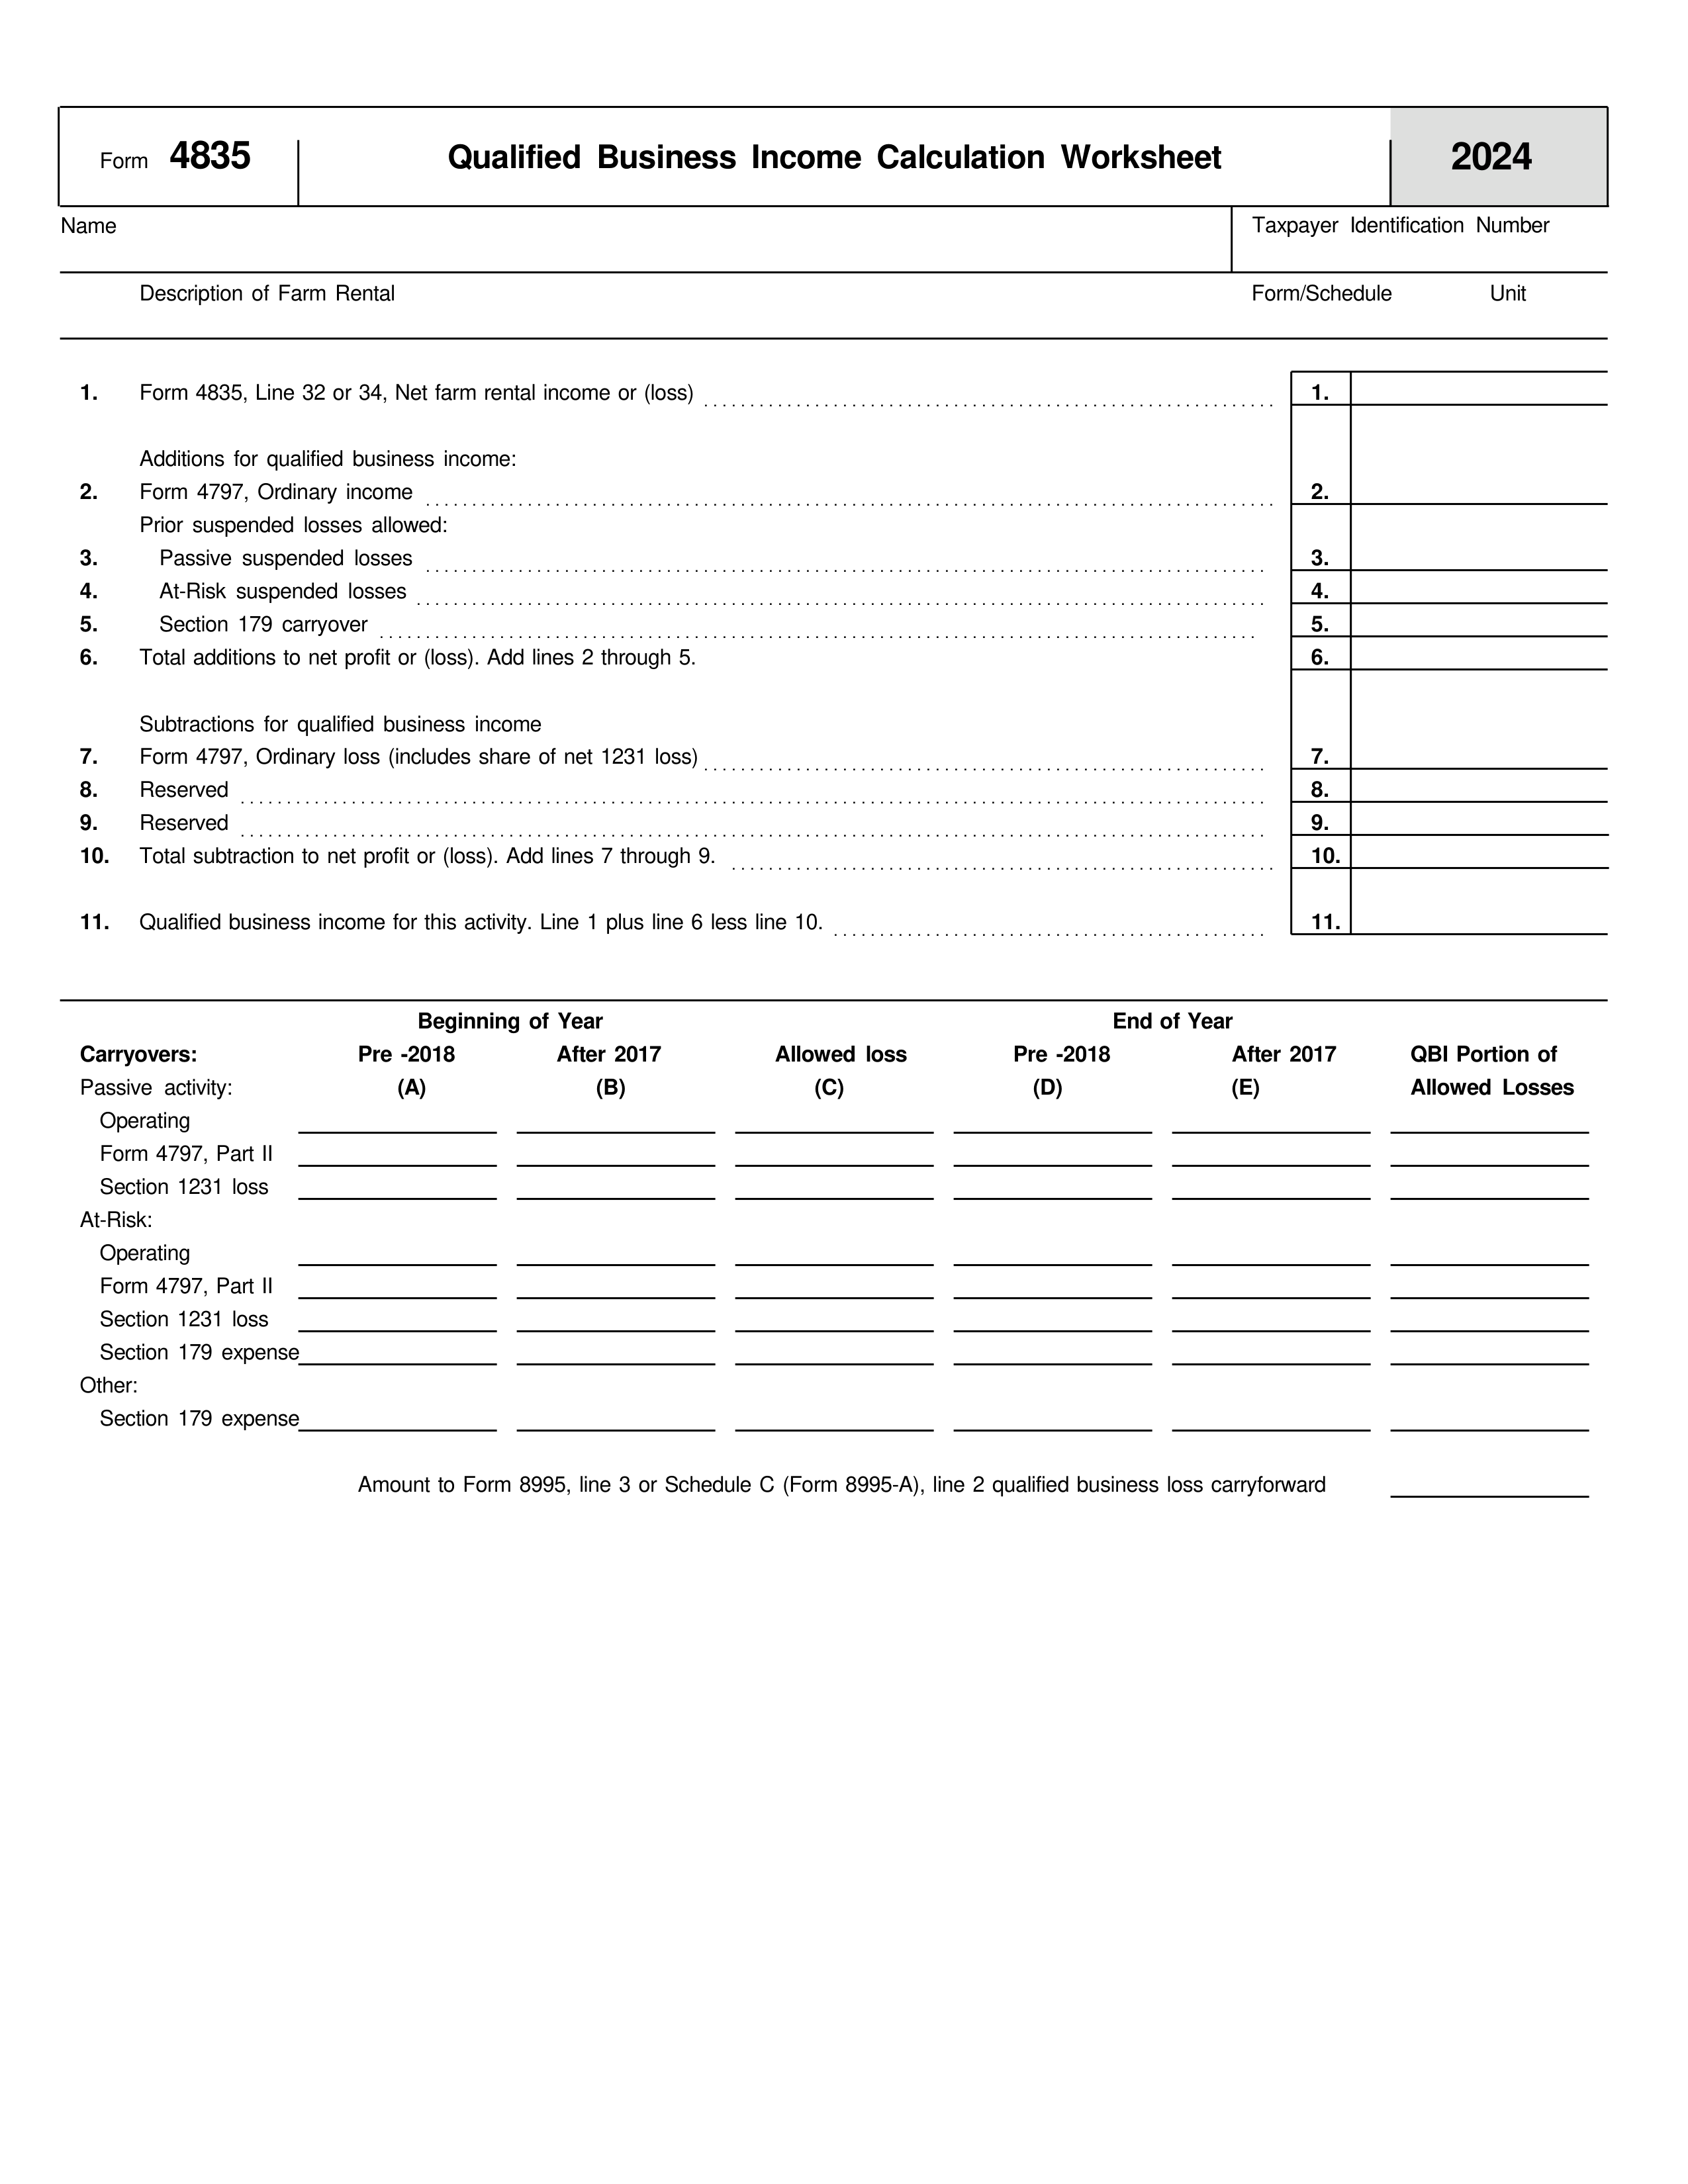 Form 4835 Qualified Business Income Calculation Worksheet 2024
Name Taxpayer Identification Number
Description of Farm Rental Form/Schedule Unit
1. Form 4835, Line 32 or 34, Net farm rental income or (loss) 1.
Additions for qualified business income:
2. Form 4797, Ordinary income 2.
Prior suspended losses allowed:
3. Passive suspended losses 3.
4. At-Risk suspended losses 4.
5. Section 179 carryover 5.
6. Total additions to net profit or (loss). Add lines 2 through 5. 6.
Subtractions for qualified business income
7. Form 4797, Ordinary loss (includes share of net 1231 loss) 7.
8. Reserved 8.
9. Reserved 9.
10. Total subtraction to net profit or (loss). Add lines 7 through 9. 10.
11. Qualified business income for this activity. Line 1 plus line 6 less line 10. 11.
Beginning of Year End of Year
Carryovers: Pre -2018 After 2017 Allowed loss Pre -2018 After 2017 QBI Portion of
Passive activity: (A) (B) (C) (D) (E) Allowed Losses
Operating
Form 4797, Part II
Section 1231 loss
At-Risk:
Operating
Form 4797, Part II
Section 1231 loss
Section 179 expense
Other:
Section 179 expense
Amount to Form 8995, line 3 or Schedule C (Form 8995-A), line 2 qualified business loss carryforward